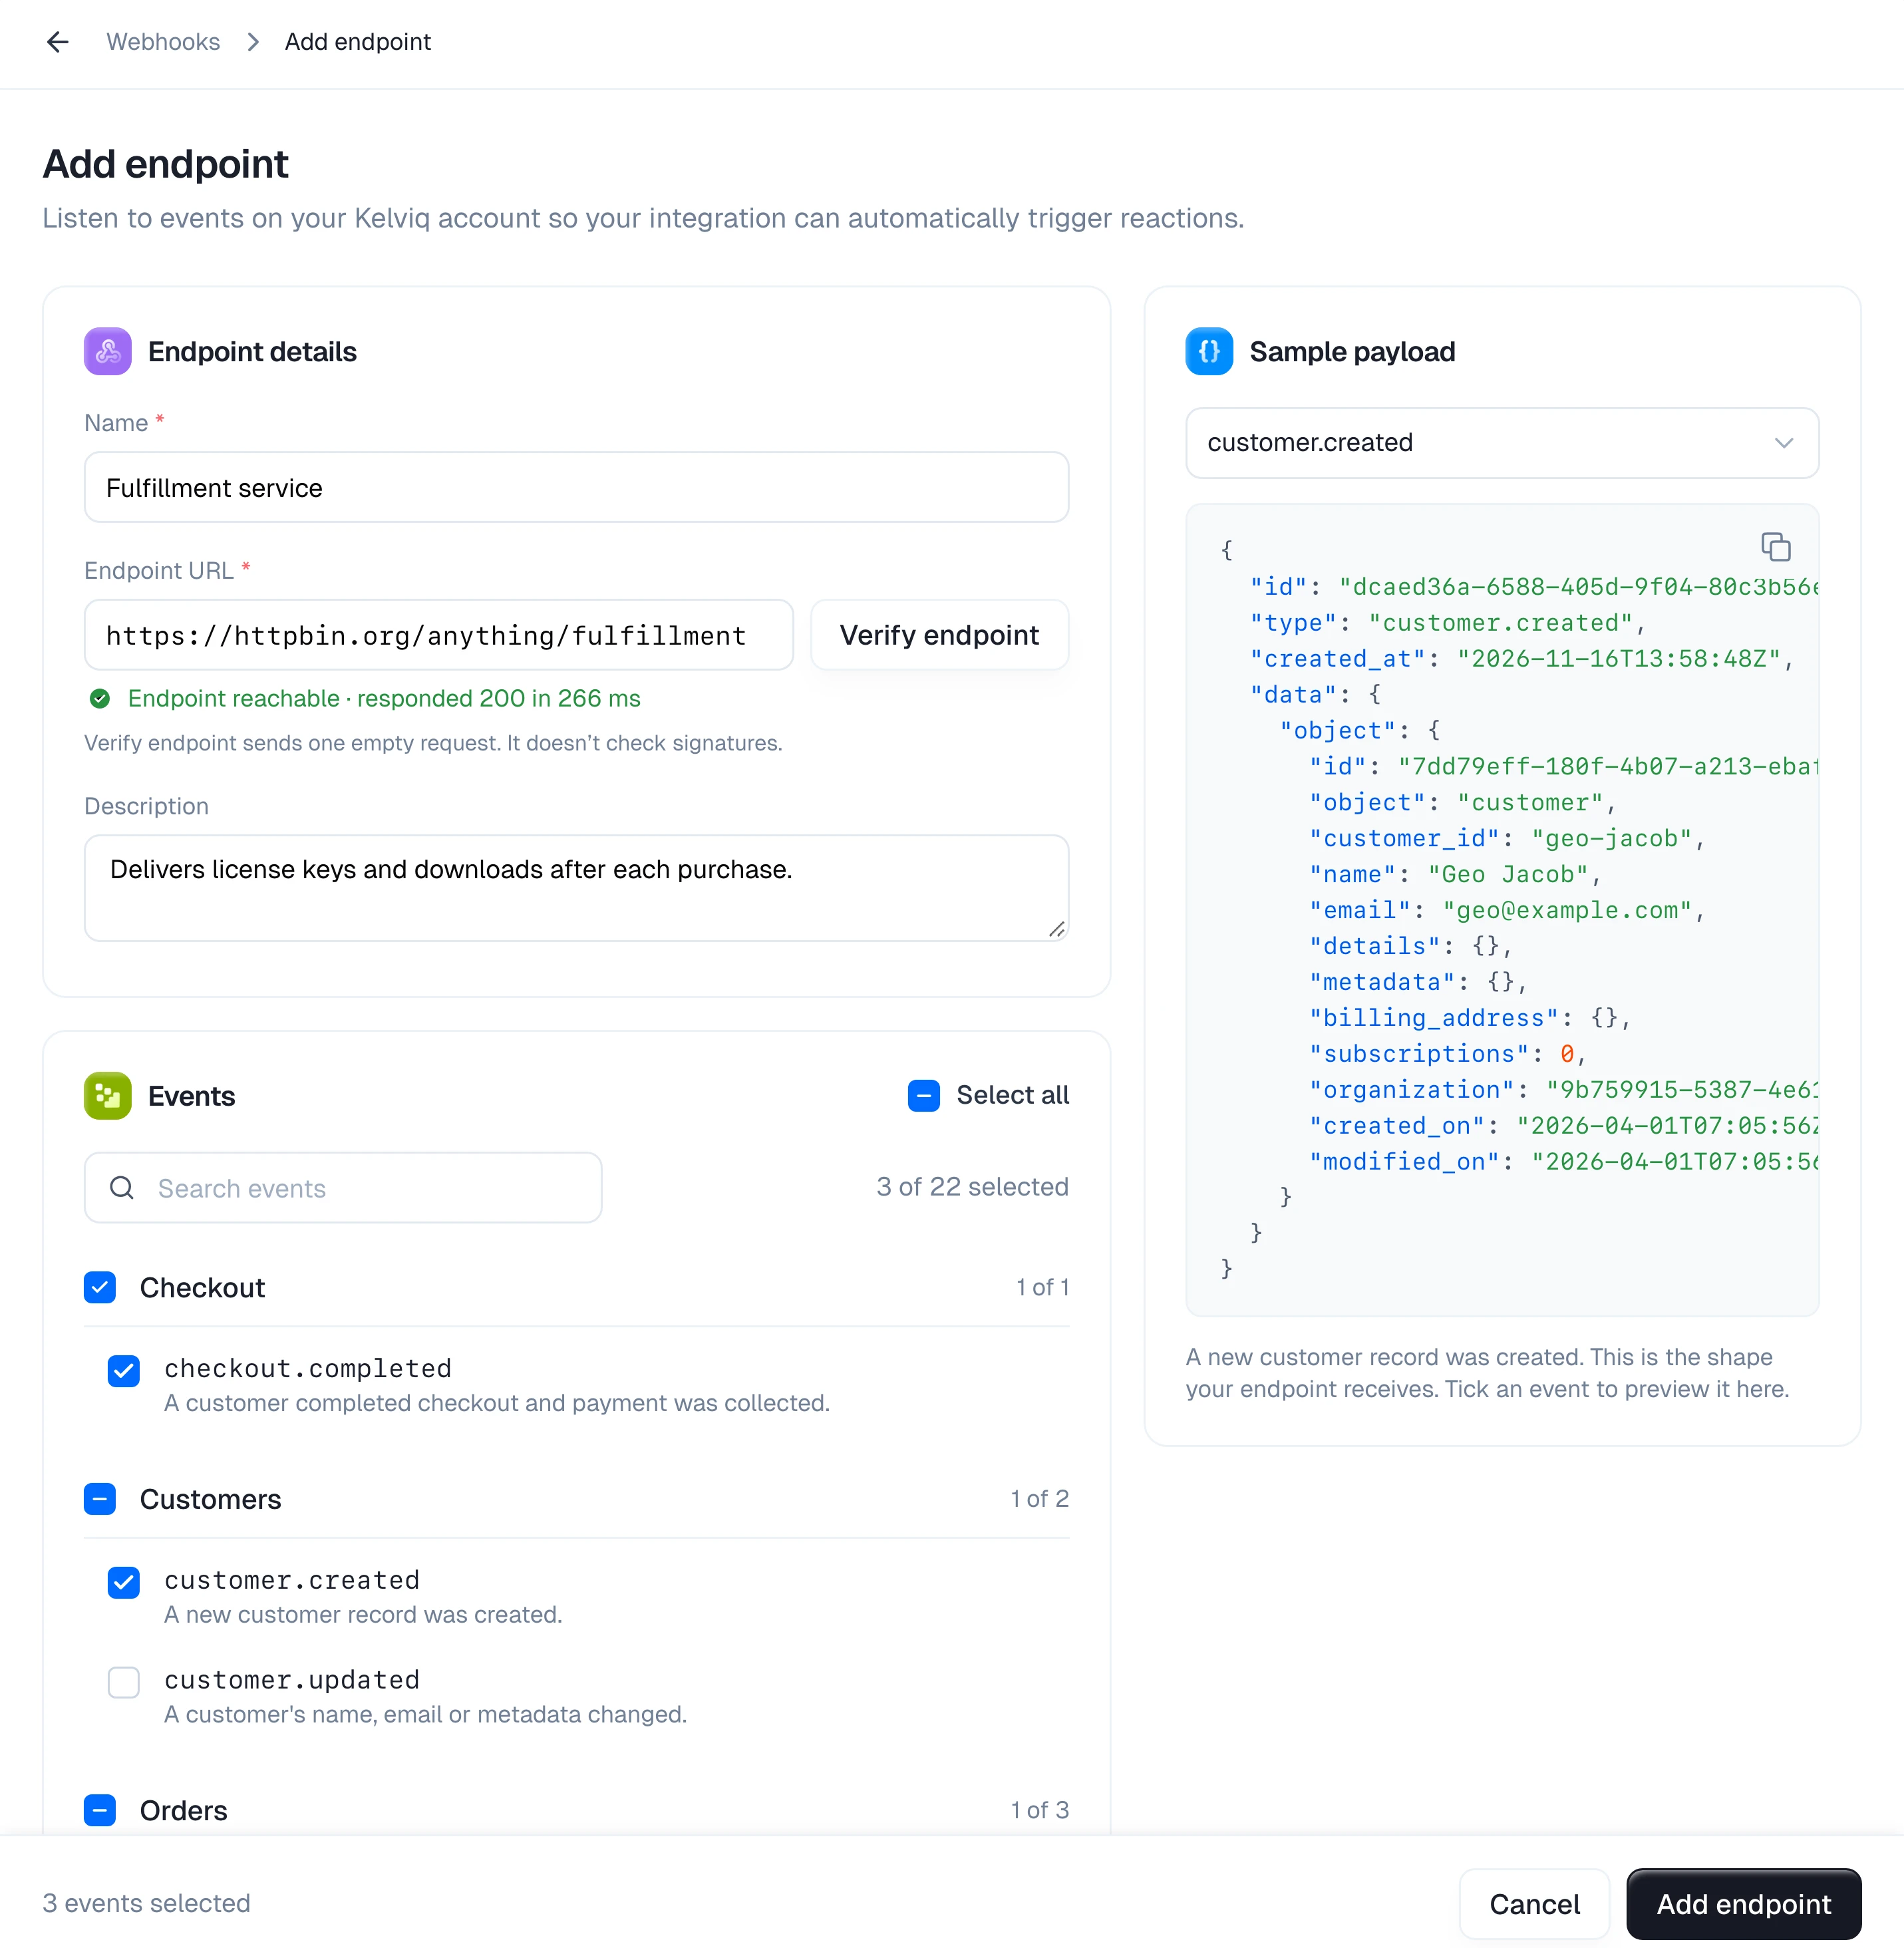 Webhooks > Add endpoint
Add endpoint
Listen to events on your Kelviq account so your integration can automatically trigger reactions.
Endpoint details
Name *
Fulfillment service
Endpoint URL *
https://httpbin.org/anything/fulfillment
Verify endpoint
Endpoint reachable · responded 200 in 266 ms
Verify endpoint sends one empty request. It doesn’t check signatures.
Description
Delivers license keys and downloads after each purchase.
Events
Select all
Search events
3 of 22 selected
Checkout
1 of 1
checkout.completed
A customer completed checkout and payment was collected.
Customers
1 of 2
customer.created
A new customer record was created.
customer.updated
A customer's name, email or metadata changed.
Orders
1 of 3
Sample payload
customer.created
{
"id": "dcaed36a-6588-405d-9f04-80c3b56e
"type": "customer.created",
"created_at": "2026-11-16T13:58:48Z",
"data": {
"object": {
"id": "7dd79eff-180f-4b07-a213-ebaf
"object": "customer",
"customer_id": "geo-jacob",
"name": "Geo Jacob",
"email": "geo@example.com",
"details": {},
"metadata": {},
"billing_address": {},
"subscriptions": 0,
"organization": "9b759915-5387-4e61
"created_on": "2026-04-01T07:05:56Z
"modified_on": "2026-04-01T07:05:56
}
}
}
A new customer record was created. This is the shape
your endpoint receives. Tick an event to preview it here.
3 events selected
Cancel
Add endpoint